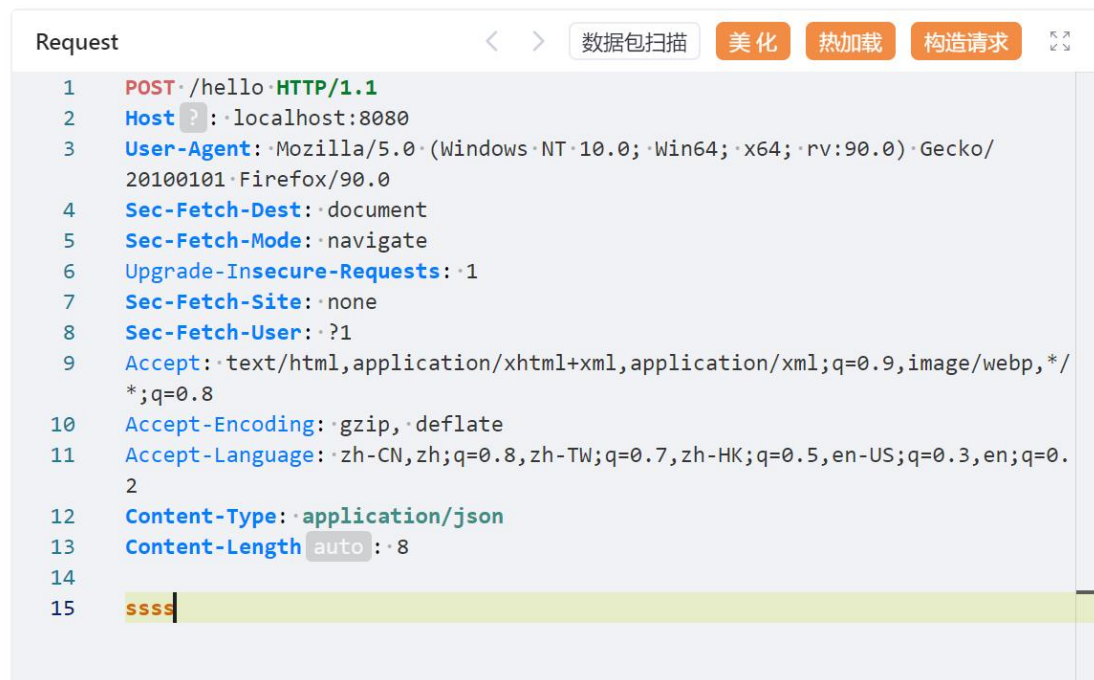 Request 数据包扫描 美化 热加载 构造请求
1 POST /hello HTTP/1.1
2 Host ? : localhost:8080
3 User-Agent: Mozilla/5.0 (Windows NT 10.0; Win64; x64; rv:90.0) Gecko/
20100101 Firefox/90.0
4 Sec-Fetch-Dest: document
5 Sec-Fetch-Mode: navigate
6 Upgrade-Insecure-Requests: 1
7 Sec-Fetch-Site: none
8 Sec-Fetch-User: ?1
9 Accept: text/html,application/xhtml+xml,application/xml;q=0.9,image/webp,*/
*;q=0.8
10 Accept-Encoding: gzip, deflate
11 Accept-Language: zh-CN,zh;q=0.8,zh-TW;q=0.7,zh-HK;q=0.5,en-US;q=0.3,en;q=0.
2
12 Content-Type: application/json
13 Content-Length auto : 8
14
15 ssss